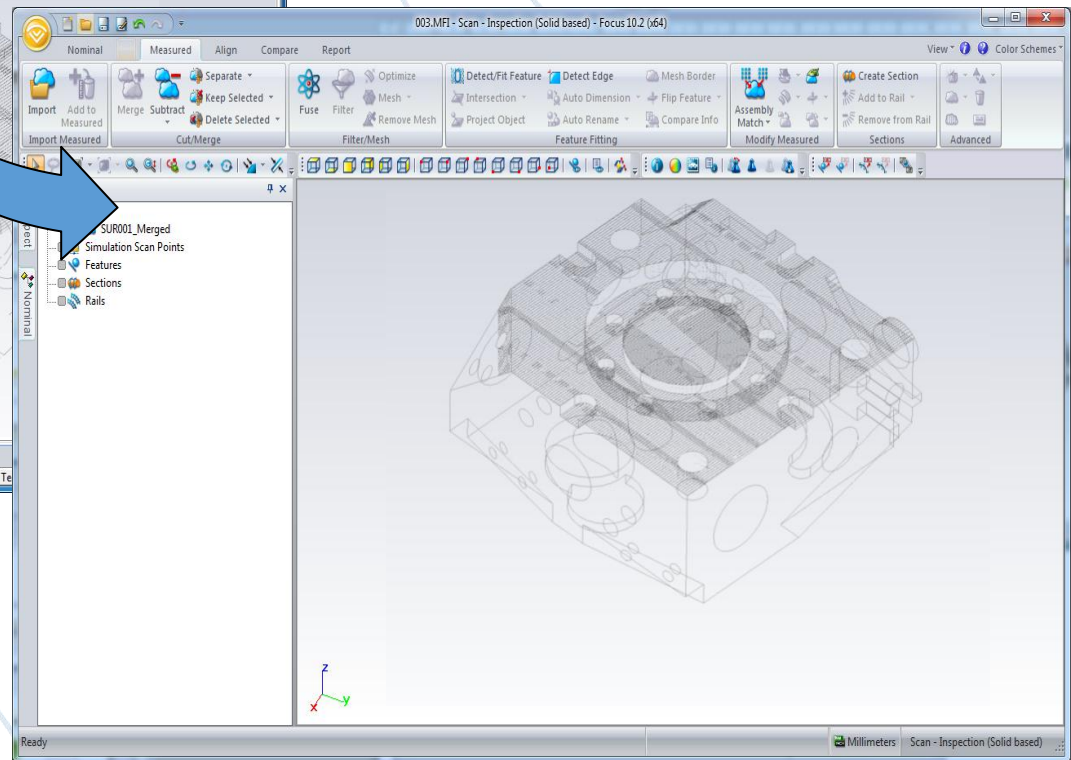 003.MFI - Scan - Inspection (Solid based) - Focus 10.2 (x64)
Nominal Measured Align Compare Report View Color Schemes
Import
Add to Measured
Import Measured
Merge
Subtract
Separate
Keep Selected
Delete Selected
Cut/Merge
Fuse
Filter
Optimize
Mesh
Remove Mesh
Filter/Mesh
Detect/Fit Feature
Detect Edge
Mesh Border
Intersection
Auto Dimension
Flip Feature
Project Object
Auto Rename
Compare Info
Feature Fitting
Assembly Match
Modify Measured
Create Section
Add to Rail
Remove from Rail
Sections
Advanced
SUR001_Merged
Simulation Scan Points
Features
Sections
Rails
pect
Nominal
Te
z
x
y
Ready
Millimeters
Scan - Inspection (Solid based)